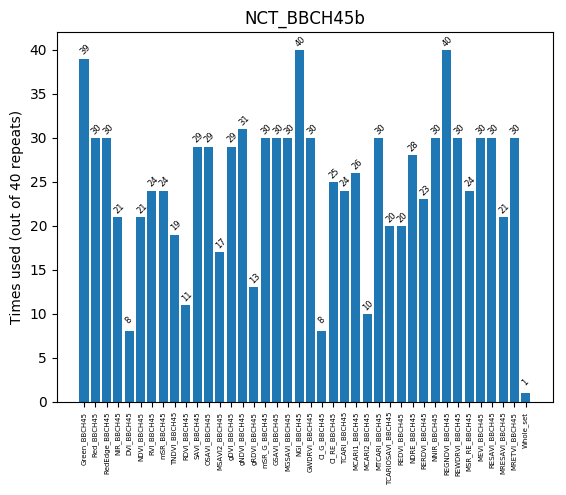 NCT_BBCH45b
Times used (out of 40 repeats)
40
35
30
25
20
15
10
5
0
39 30 30 21 8 21 24 24 19 11 29 29 17 29 31 13 30 30 30 40 30 8 25 24 26 10 30 20 20 28 23 30 40 30 24 30 30 21 30 1
Green_BBCH45
Red_BBCH45
RedEdge_BBCH45
NIR_BBCH45
DVI_BBCH45
NDVI_BBCH45
RVI_BBCH45
mSR_BBCH45
TNDVI_BBCH45
RDVI_BBCH45
SAVI_BBCH45
OSAVI_BBCH45
MSAVI2_BBCH45
gDVI_BBCH45
gNDVI_BBCH45
gRDVI_BBCH45
mSR_G_BBCH45
GSAVI_BBCH45
MGSAVI_BBCH45
NGI_BBCH45
GWDRVI_BBCH45
CI_G_BBCH45
CI_RE_BBCH45
TCARI_BBCH45
MCARI1_BBCH45
MCARI2_BBCH45
MTCARI_BBCH45
TCARIOSAVI_BBCH45
REDVI_BBCH45
NDRE_BBCH45
RERDVI_BBCH45
NNIR_BBCH45
REGNDVI_BBCH45
REWDRVI_BBCH45
MSR_RE_BBCH45
MEVI_BBCH45
RESAVI_BBCH45
MRESAVI_BBCH45
MRETVI_BBCH45
Whole_set